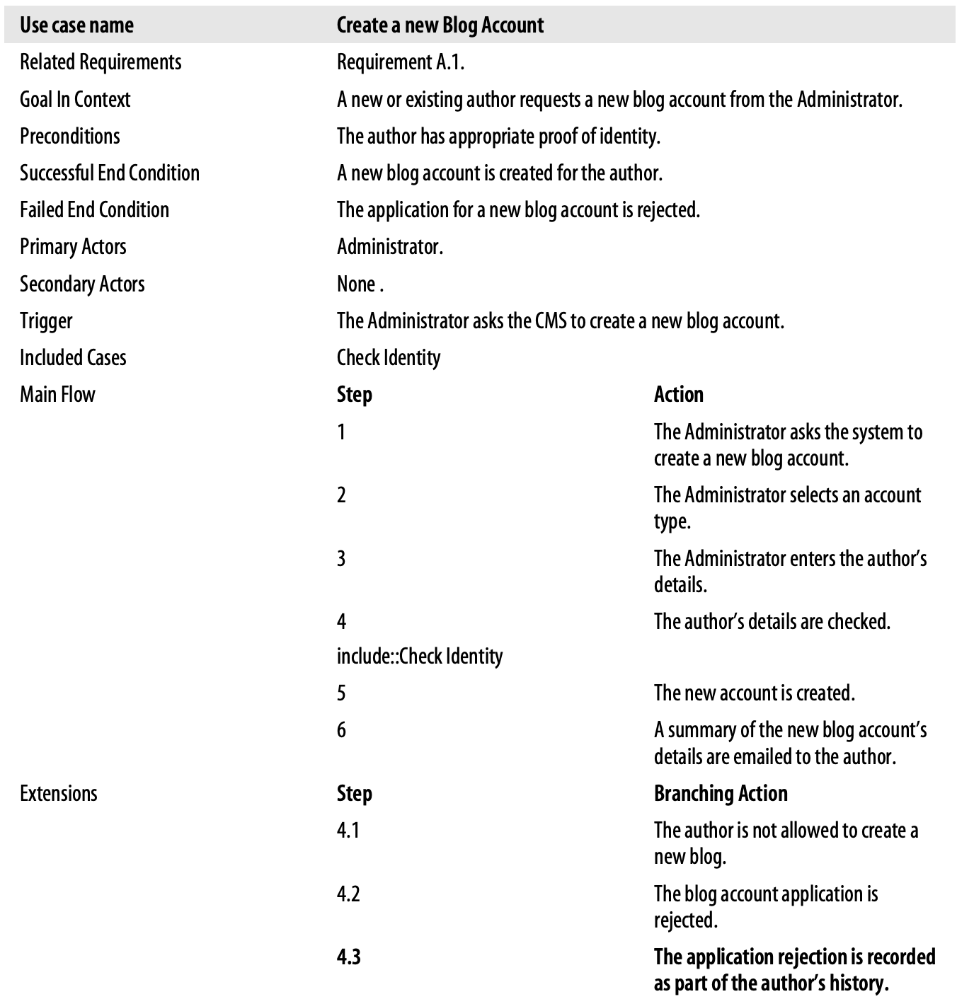 Use case name Create a new Blog Account
Related Requirements Requirement A.1.
Goal In Context A new or existing author requests a new blog account from the Administrator.
Preconditions The author has appropriate proof of identity.
Successful End Condition A new blog account is created for the author.
Failed End Condition The application for a new blog account is rejected.
Primary Actors Administrator.
Secondary Actors None .
Trigger The Administrator asks the CMS to create a new blog account.
Included Cases Check Identity
Main Flow Step Action
1 The Administrator asks the system to
create a new blog account.
2 The Administrator selects an account
type.
3 The Administrator enters the author’s
details.
4 The author’s details are checked.
include::Check Identity
5 The new account is created.
6 A summary of the new blog account’s
details are emailed to the author.
Extensions Step Branching Action
4.1 The author is not allowed to create a
new blog.
4.2 The blog account application is
rejected.
4.3 The application rejection is recorded
as part of the author’s history.